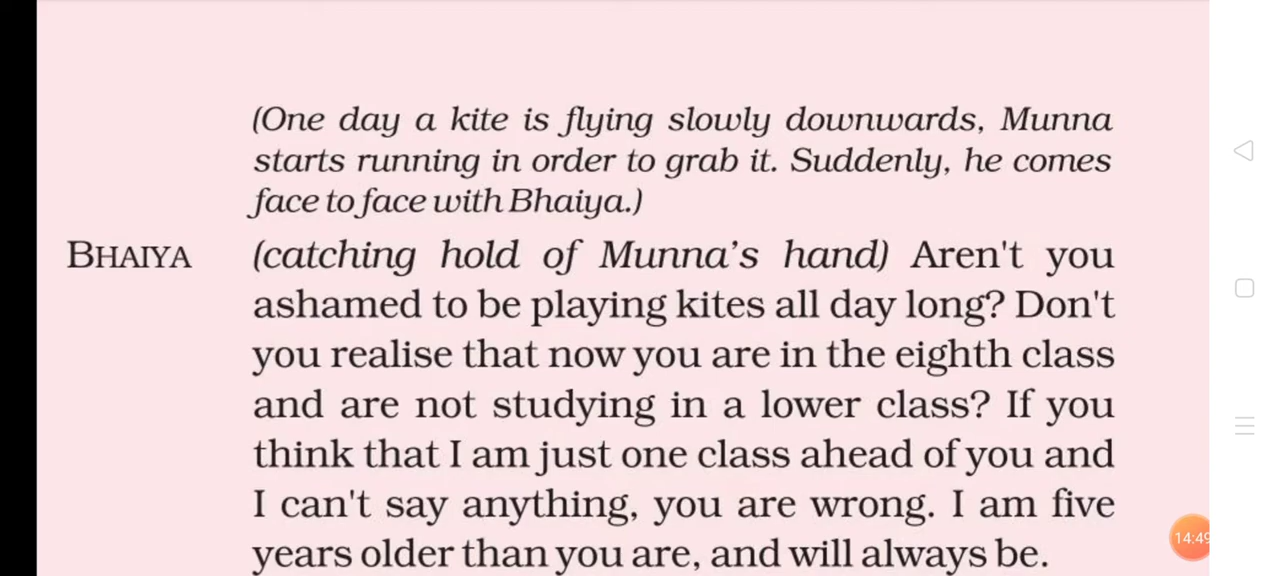 (One day a kite is flying slowly downwards, Munna
starts running in order to grab it. Suddenly, he comes
face to face with Bhaiya.)
BHAIYA (catching hold of Munna's hand) Aren't you
ashamed to be playing kites all day long? Don't
you realise that now you are in the eighth class
and are not studying in a lower class? If you
think that I am just one class ahead of you and
I can't say anything, you are wrong. I am five
years older than you are, and will always be.
14:49